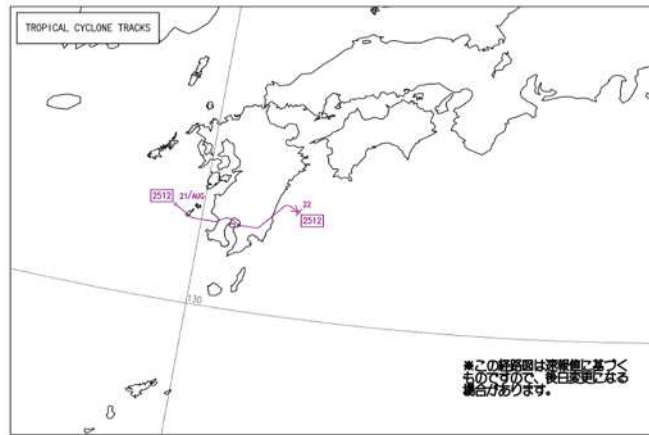 TROPICAL CYCLONE TRACKS
2512 21/AUG
22
2512
130
※この経路図は速報値に基づく
ものですので、後日変更になる
場合があります。